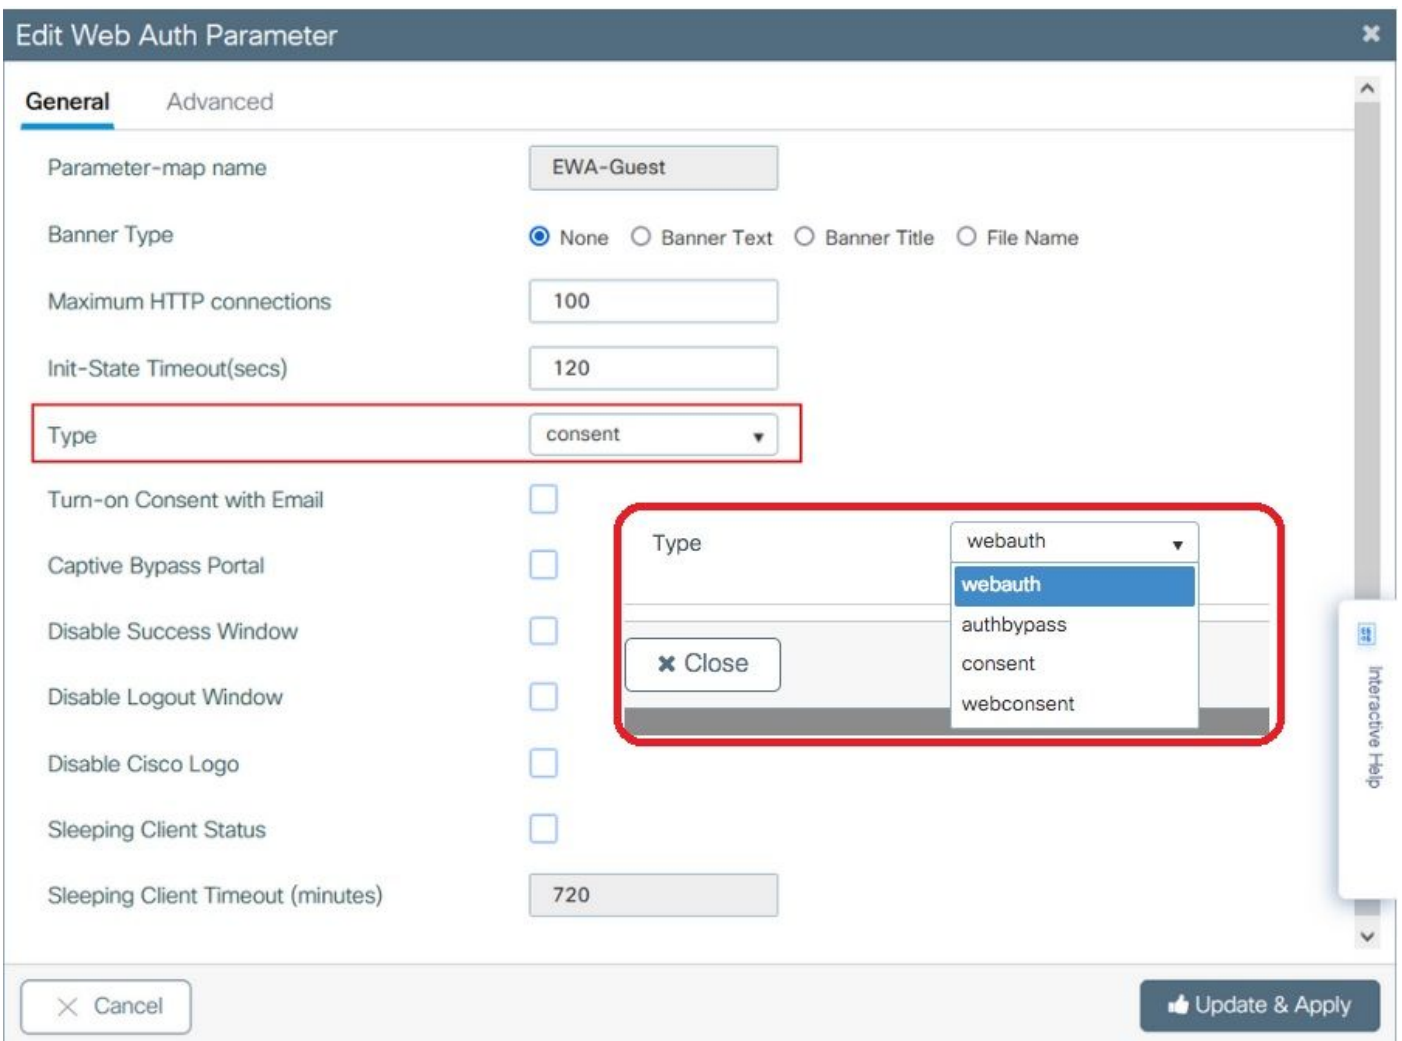 Edit Web Auth Parameter
General Advanced
Parameter-map name EWA-Guest
Banner Type None Banner Text Banner Title File Name
Maximum HTTP connections 100
Init-State Timeout(secs) 120
Type consent
Turn-on Consent with Email
Captive Bypass Portal
Disable Success Window
Disable Logout Window
Disable Cisco Logo
Sleeping Client Status
Sleeping Client Timeout (minutes) 720
Type webauth
webauth
authbypass
consent
webconsent
Close
Interactive Help
Cancel Update & Apply